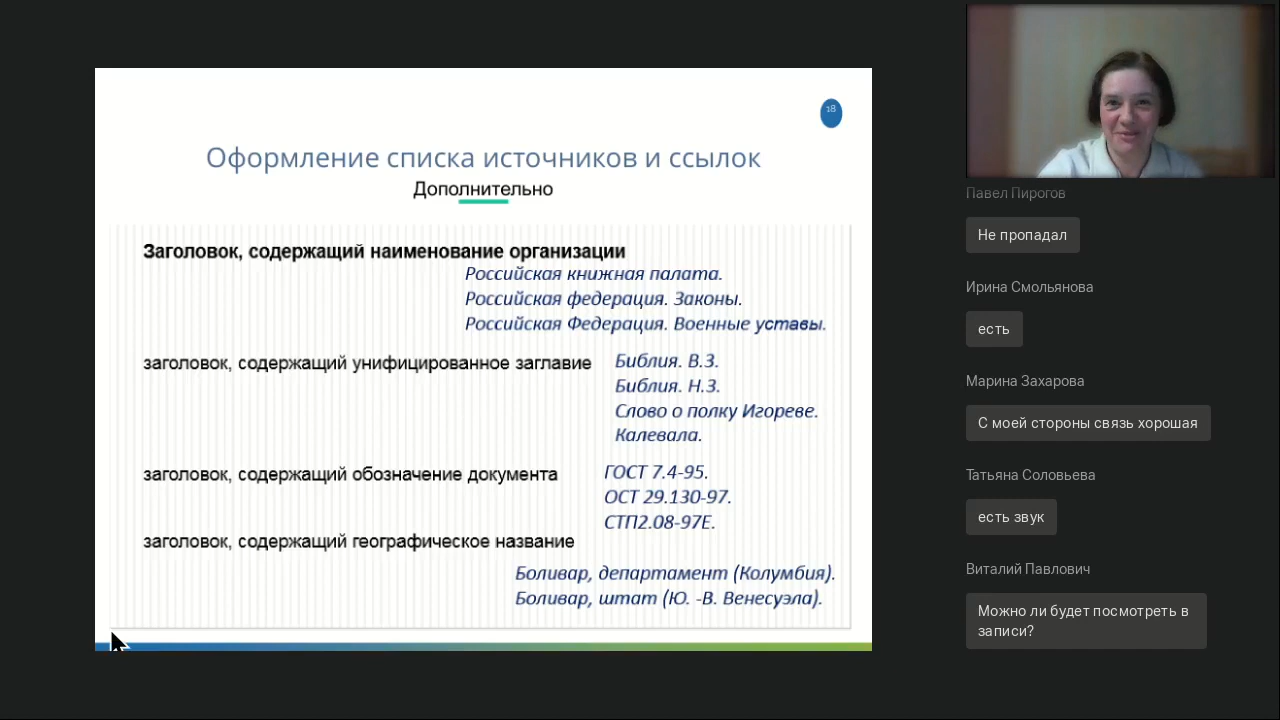 18
Оформление списка источников и ссылок
Дополнительно
Заголовок, содержащий наименование организации
Российская книжная палата.
Российская федерация. Законы.
Российская Федерация. Военные уставы.
заголовок, содержащий унифицированное заглавие
Библия. В.З.
Библия. Н.З.
Слово о полку Игореве.
Калевала.
заголовок, содержащий обозначение документа
ГОСТ 7.4-95.
ОСТ 29.130-97.
СТП2.08-97Е.
заголовок, содержащий географическое название
Боливар, департамент (Колумбия).
Боливар, штат (Ю. -В. Венесуэла).
Павел Пирогов
Не пропадал
Ирина Смольянова
есть
Марина Захарова
С моей стороны связь хорошая
Татьяна Соловьева
есть звук
Виталий Павлович
Можно ли будет посмотреть в
записи?